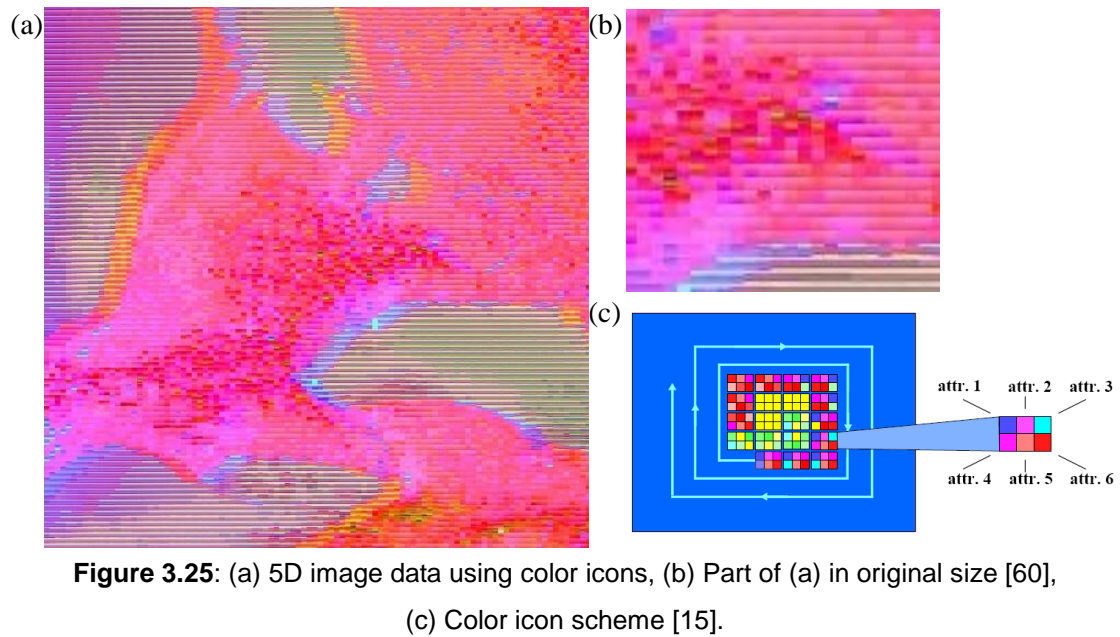 (a)
(b)
(c)
attr. 1 attr. 2 attr. 3
attr. 4 attr. 5 attr. 6
Figure 3.25: (a) 5D image data using color icons, (b) Part of (a) in original size [60],
(c) Color icon scheme [15].